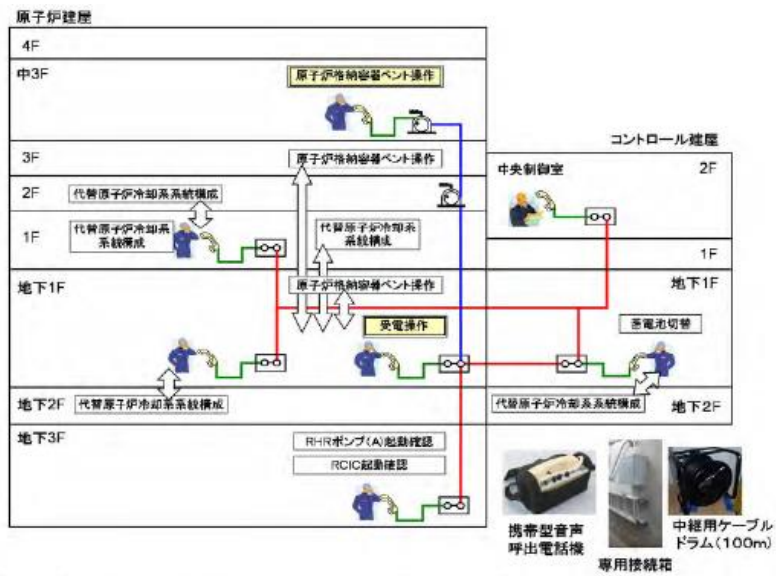 原子炉建屋
4F
中3F
原子炉格納容器ベント操作
コントロール建屋
3F
原子炉格納容器ベント操作
中央制御室
2F
2F
代替原子炉冷却系系統構成
1F
代替原子炉冷却系
系統構成
代替原子炉冷却系
系統構成
1F
地下1F
原子炉格納容器ベント操作
地下1F
受電操作
蓄電池切替
地下2F
代替原子炉冷却系系統構成
代替原子炉冷却系系統構成
地下2F
地下3F
RHRポンプ(A)起動確認
RCIC起動確認
携帯型音声
呼出電話機
専用接続箱
中継用ケーブル
ドラム(100m)